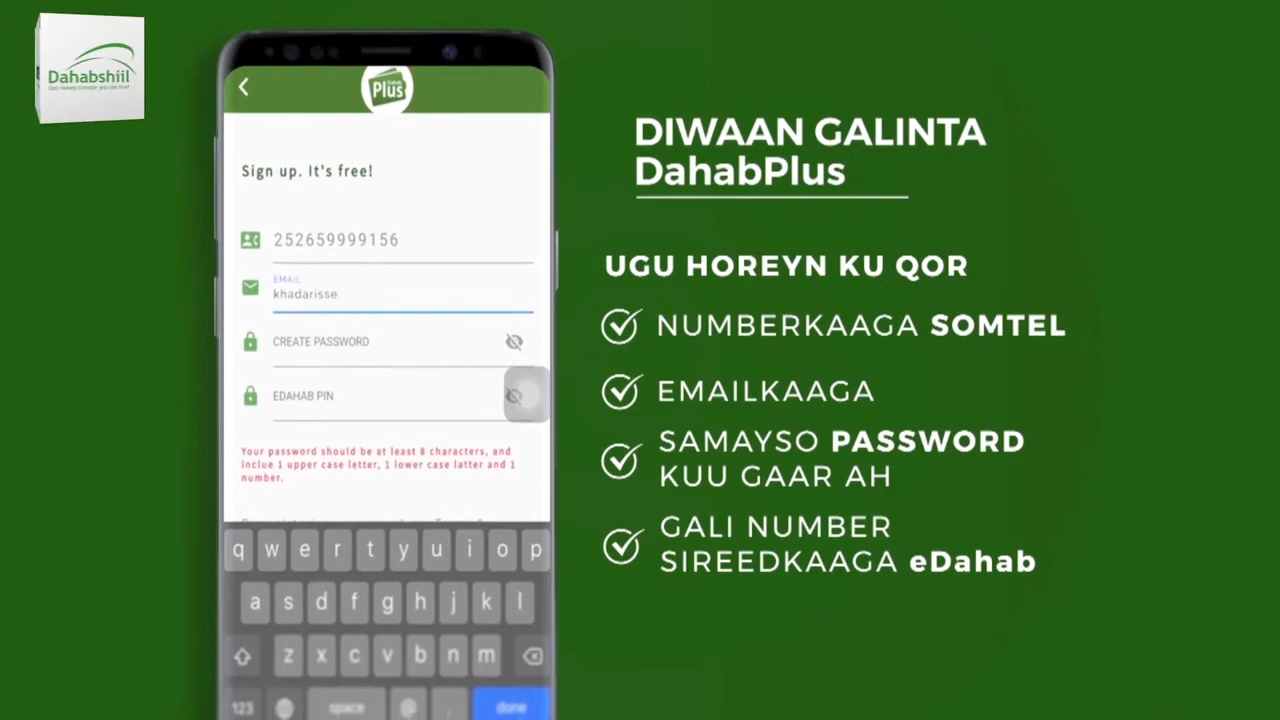 Dahabshiil
Dahab
Plus
Sign up. It's free!
252659999156
EMAIL
khadarisse
CREATE PASSWORD
EDAHAB PIN
Your password should be at least 8 characters, and
inclue 1 upper case letter, 1 lower case latter and 1
number.
q w e r t y u i o p
a s d f g h j k l
z x c v b n m
123 space @ . done
DIWAAN GALINTA
DahabPlus
UGU HOREYN KU QOR
NUMBERKAAGA SOMTEL
EMAILKAAGA
SAMAYSO PASSWORD
KUU GAAR AH
GALI NUMBER
SIREEDKAAGA eDahab